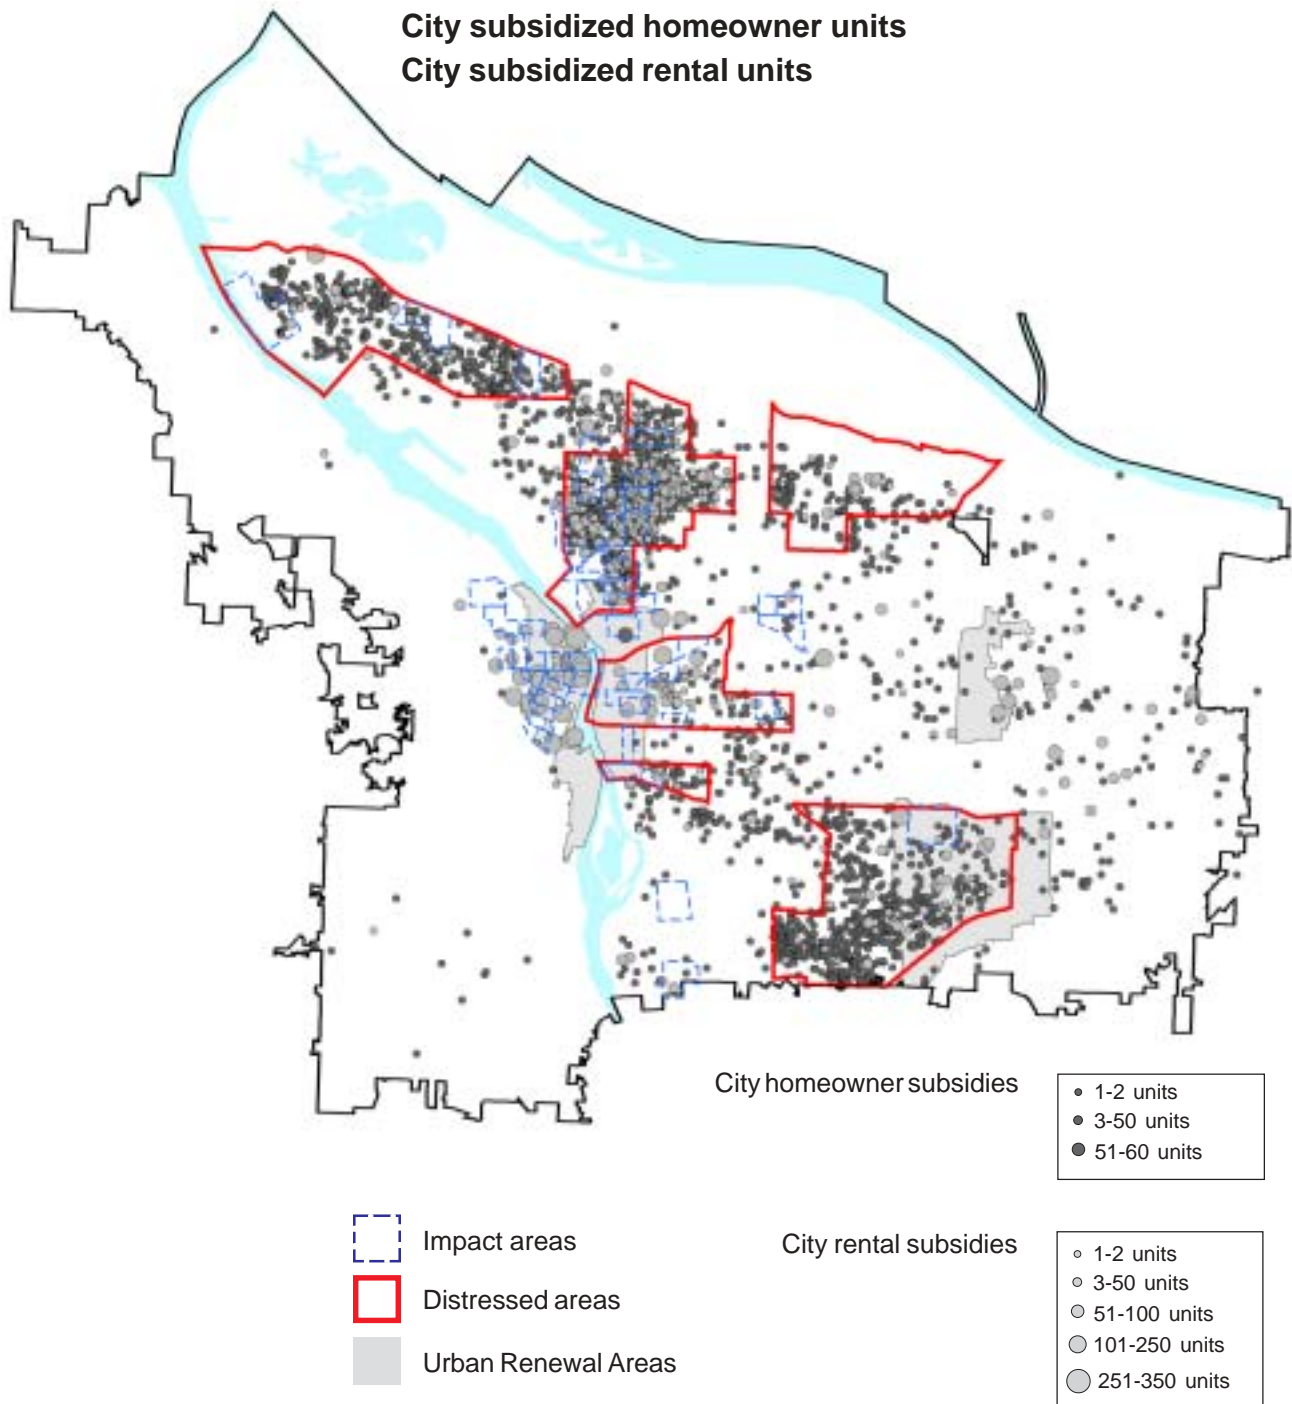 City subsidized homeowner units
City subsidized rental units
City homeowner subsidies
1-2 units
3-50 units
51-60 units
Impact areas
Distressed areas
Urban Renewal Areas
City rental subsidies
1-2 units
3-50 units
51-100 units
101-250 units
251-350 units